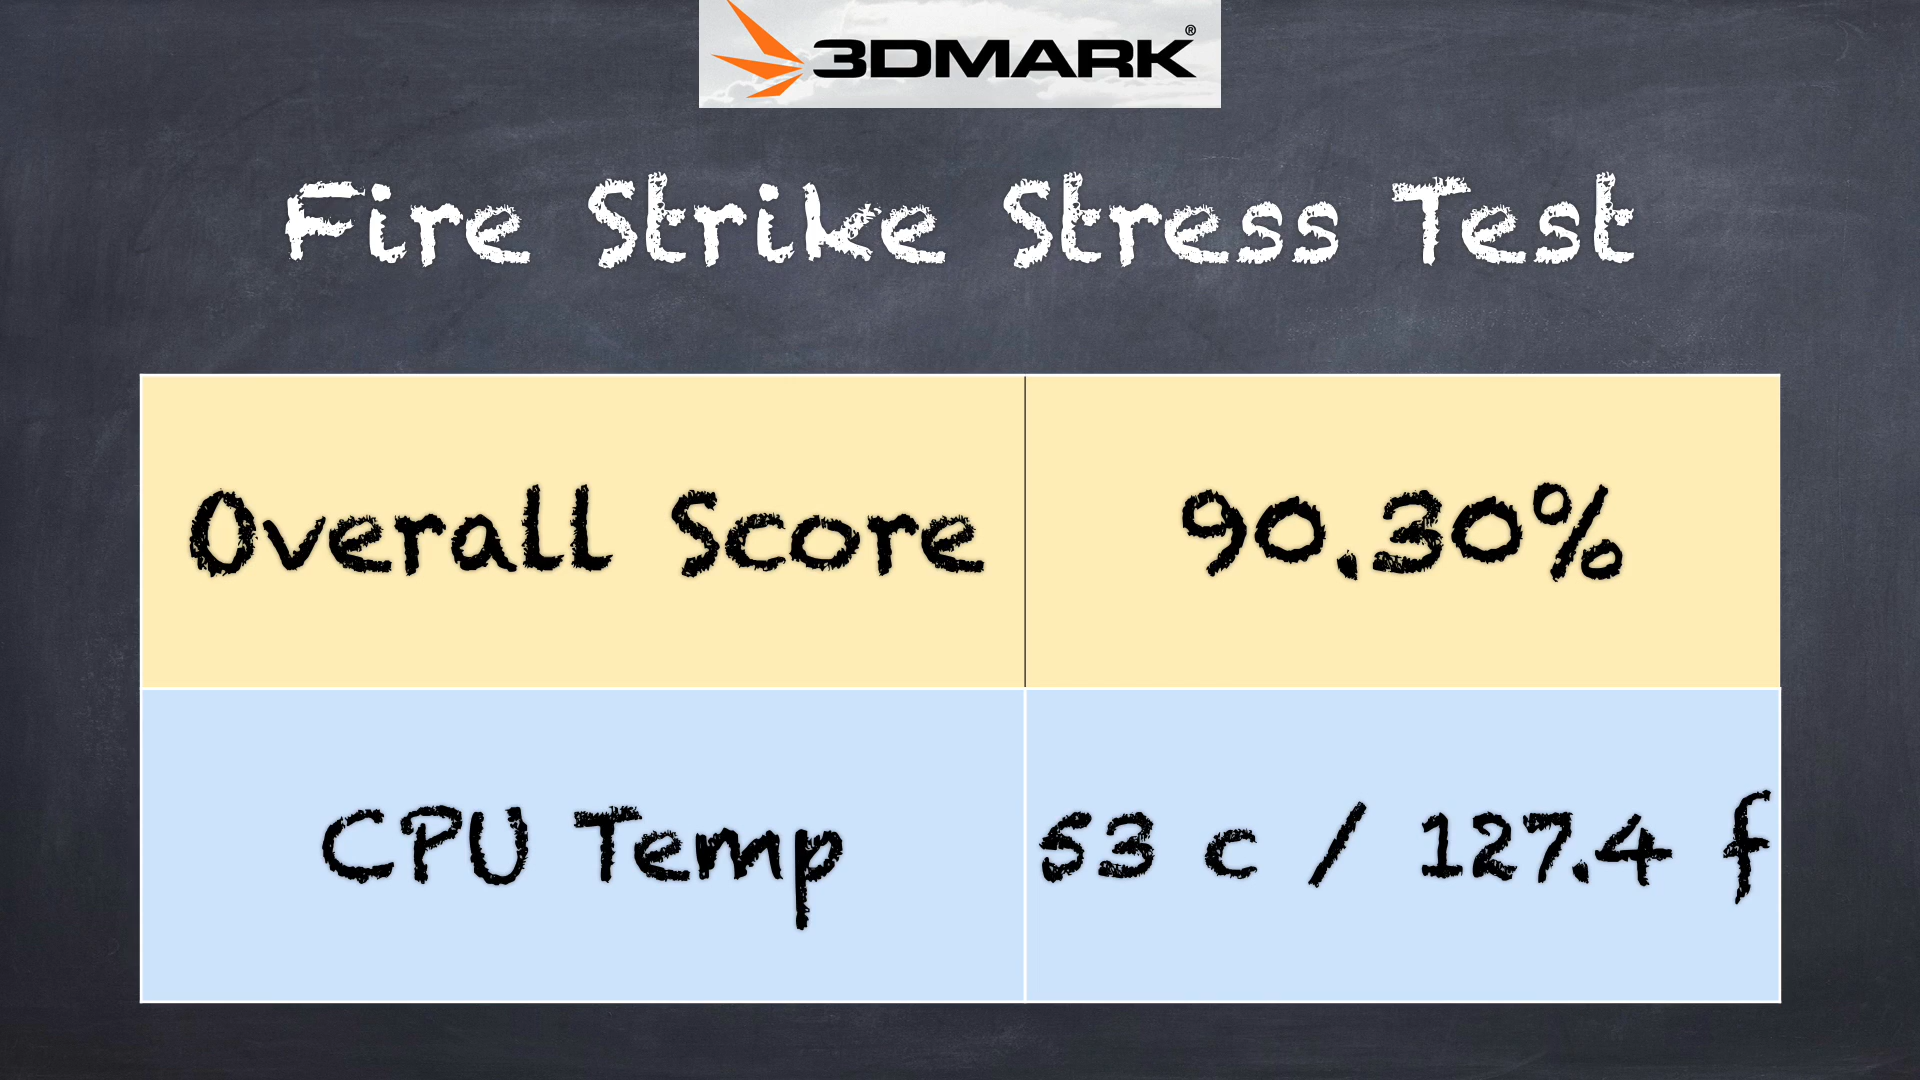 3DMARK®
Fire Strike Stress Test
Overall Score 90.30%
CPU Temp 53 c / 127.4 f